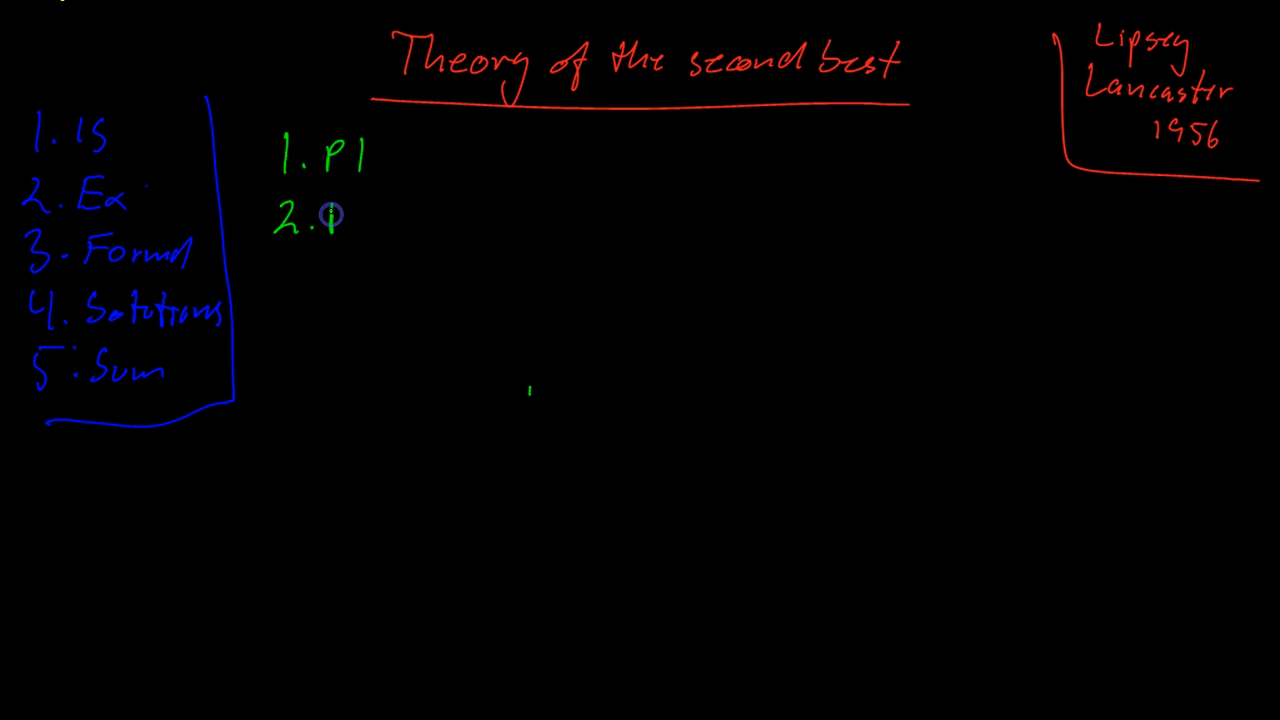 Theory of the second best
Lipsey
Lancaster
1956
1. IS
2. Ex
3. Formal
4. Solutions
5. Sum
1. P1
2.